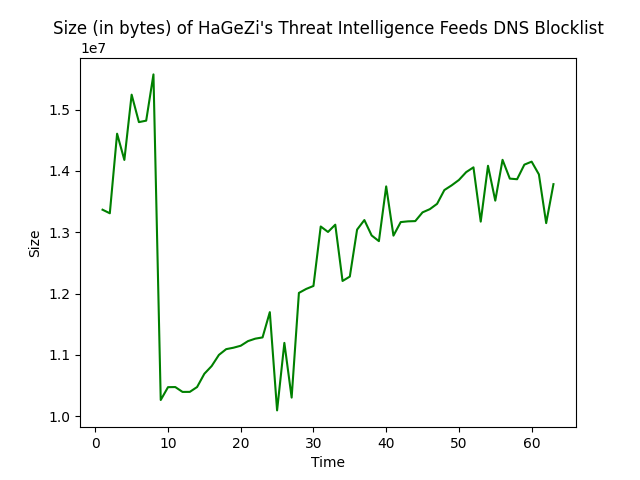 Size (in bytes) of HaGeZi's Threat Intelligence Feeds DNS Blocklist
1e7
1.5
1.4
1.3
1.2
1.1
1.0
Size
0 10 20 30 40 50 60
Time